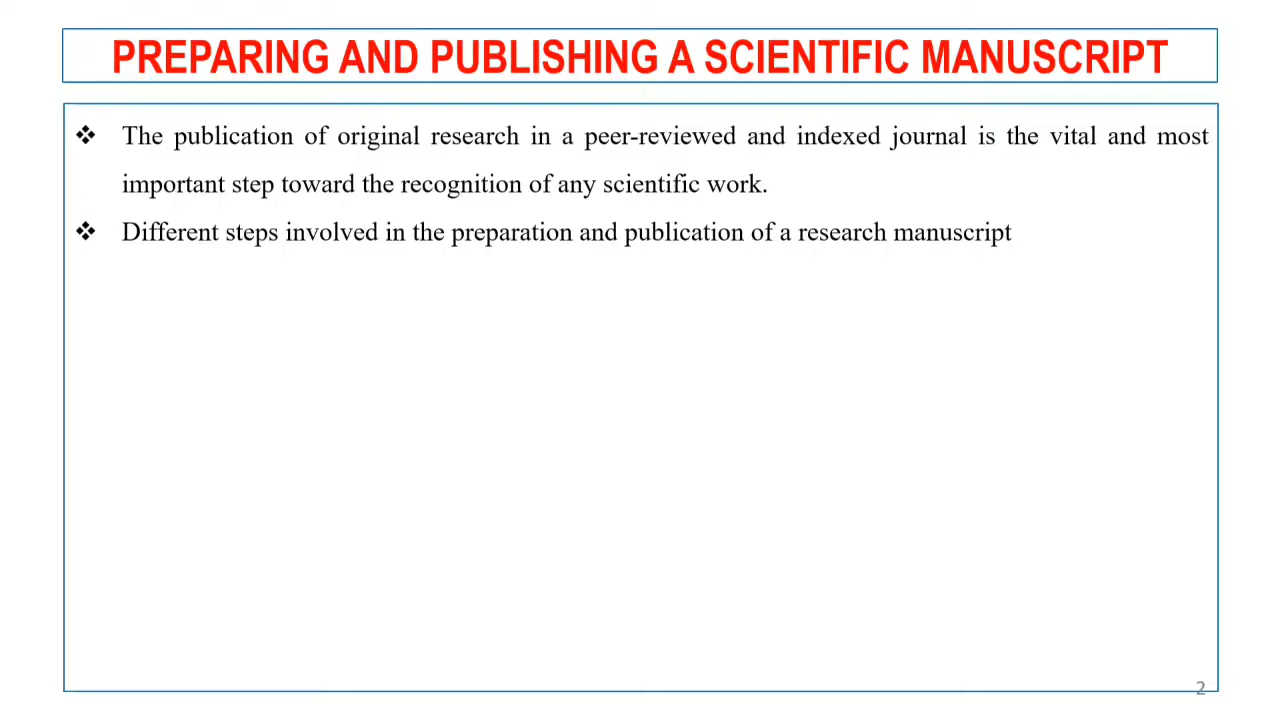 PREPARING AND PUBLISHING A SCIENTIFIC MANUSCRIPT
❖ The publication of original research in a peer-reviewed and indexed journal is the vital and most
important step toward the recognition of any scientific work.
❖ Different steps involved in the preparation and publication of a research manuscript
2